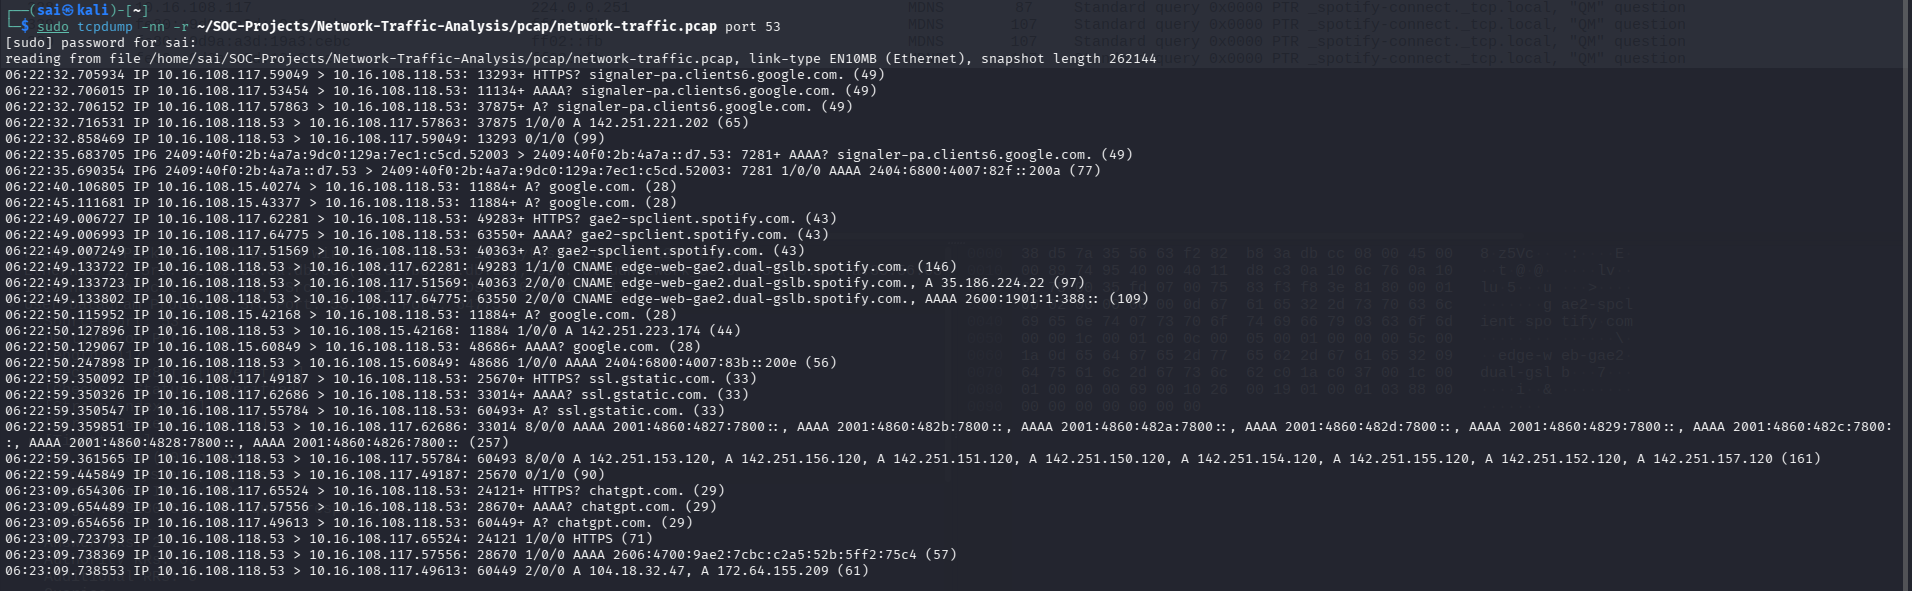 ┌──(sai㉿kali)-[~]
└─$ sudo tcpdump -nn -r ~/SOC-Projects/Network-Traffic-Analysis/pcap/network-traffic.pcap port 53
[sudo] password for sai:
reading from file /home/sai/SOC-Projects/Network-Traffic-Analysis/pcap/network-traffic.pcap, link-type EN10MB (Ethernet), snapshot length 262144
06:22:32.705934 IP 10.16.108.117.59049 > 10.16.108.118.53: 13293+ HTTPS? signaler-pa.clients6.google.com. (49)
06:22:32.706015 IP 10.16.108.117.53454 > 10.16.108.118.53: 11134+ AAAA? signaler-pa.clients6.google.com. (49)
06:22:32.706152 IP 10.16.108.117.57863 > 10.16.108.118.53: 37875+ A? signaler-pa.clients6.google.com. (49)
06:22:32.716531 IP 10.16.108.118.53 > 10.16.108.117.57863: 37875 1/0/0 A 142.251.221.202 (65)
06:22:32.858469 IP 10.16.108.118.53 > 10.16.108.117.59049: 13293 0/1/0 (99)
06:22:35.683705 IP6 2409:40f0:2b:4a7a:9dc0:129a:7ec1:c5cd.52003 > 2409:40f0:2b:4a7a::d7.53: 7281+ AAAA? signaler-pa.clients6.google.com. (49)
06:22:35.690354 IP6 2409:40f0:2b:4a7a::d7.53 > 2409:40f0:2b:4a7a:9dc0:129a:7ec1:c5cd.52003: 7281 1/0/0 AAAA 2404:6800:4007:82f::200a (77)
06:22:40.106805 IP 10.16.108.15.40274 > 10.16.108.118.53: 11884+ A? google.com. (28)
06:22:45.111681 IP 10.16.108.15.43377 > 10.16.108.118.53: 11884+ A? google.com. (28)
06:22:49.006727 IP 10.16.108.117.62281 > 10.16.108.118.53: 49283+ HTTPS? gae2-spclient.spotify.com. (43)
06:22:49.006993 IP 10.16.108.117.64775 > 10.16.108.118.53: 63550+ AAAA? gae2-spclient.spotify.com. (43)
06:22:49.007249 IP 10.16.108.117.51569 > 10.16.108.118.53: 40363+ A? gae2-spclient.spotify.com. (43)
06:22:49.133722 IP 10.16.108.118.53 > 10.16.108.117.62281: 49283 1/1/0 CNAME edge-web-gae2.dual-gslb.spotify.com. (146)
06:22:49.133723 IP 10.16.108.118.53 > 10.16.108.117.51569: 40363 2/0/0 CNAME edge-web-gae2.dual-gslb.spotify.com., A 35.186.224.22 (97)
06:22:49.133802 IP 10.16.108.118.53 > 10.16.108.117.64775: 63550 2/0/0 CNAME edge-web-gae2.dual-gslb.spotify.com., AAAA 2600:1901:1:388:: (109)
06:22:50.115952 IP 10.16.108.15.42168 > 10.16.108.118.53: 11884+ A? google.com. (28)
06:22:50.127896 IP 10.16.108.118.53 > 10.16.108.15.42168: 11884 1/0/0 A 142.251.223.174 (44)
06:22:50.129067 IP 10.16.108.15.60849 > 10.16.108.118.53: 48686+ AAAA? google.com. (28)
06:22:50.247898 IP 10.16.108.118.53 > 10.16.108.15.60849: 48686 1/0/0 AAAA 2404:6800:4007:83b::200e (56)
06:22:59.350092 IP 10.16.108.117.49187 > 10.16.108.118.53: 25670+ HTTPS? ssl.gstatic.com. (33)
06:22:59.350326 IP 10.16.108.117.62686 > 10.16.108.118.53: 33014+ AAAA? ssl.gstatic.com. (33)
06:22:59.350547 IP 10.16.108.117.55784 > 10.16.108.118.53: 60493+ A? ssl.gstatic.com. (33)
06:22:59.359851 IP 10.16.108.118.53 > 10.16.108.117.62686: 33014 8/0/0 AAAA 2001:4860:4827:7800::, AAAA 2001:4860:482b:7800::, AAAA 2001:4860:482a:7800::, AAAA 2001:4860:482d:7800::, AAAA 2001:4860:4829:7800::, AAAA 2001:4860:482c:7800:
:, AAAA 2001:4860:4828:7800::, AAAA 2001:4860:4826:7800:: (257)
06:22:59.361565 IP 10.16.108.118.53 > 10.16.108.117.55784: 60493 8/0/0 A 142.251.153.120, A 142.251.156.120, A 142.251.151.120, A 142.251.150.120, A 142.251.154.120, A 142.251.155.120, A 142.251.152.120, A 142.251.157.120 (161)
06:22:59.445849 IP 10.16.108.118.53 > 10.16.108.117.49187: 25670 0/1/0 (90)
06:23:09.654306 IP 10.16.108.117.65524 > 10.16.108.118.53: 24121+ HTTPS? chatgpt.com. (29)
06:23:09.654489 IP 10.16.108.117.57556 > 10.16.108.118.53: 28670+ AAAA? chatgpt.com. (29)
06:23:09.654656 IP 10.16.108.117.49613 > 10.16.108.118.53: 60449+ A? chatgpt.com. (29)
06:23:09.723793 IP 10.16.108.118.53 > 10.16.108.117.65524: 24121 1/0/0 HTTPS (71)
06:23:09.738369 IP 10.16.108.118.53 > 10.16.108.117.57556: 28670 1/0/0 AAAA 2606:4700:9ae2:7cbc:c2a5:52b:5ff2:75c4 (57)
06:23:09.738553 IP 10.16.108.118.53 > 10.16.108.117.49613: 60449 2/0/0 A 104.18.32.47, A 172.64.155.209 (61)